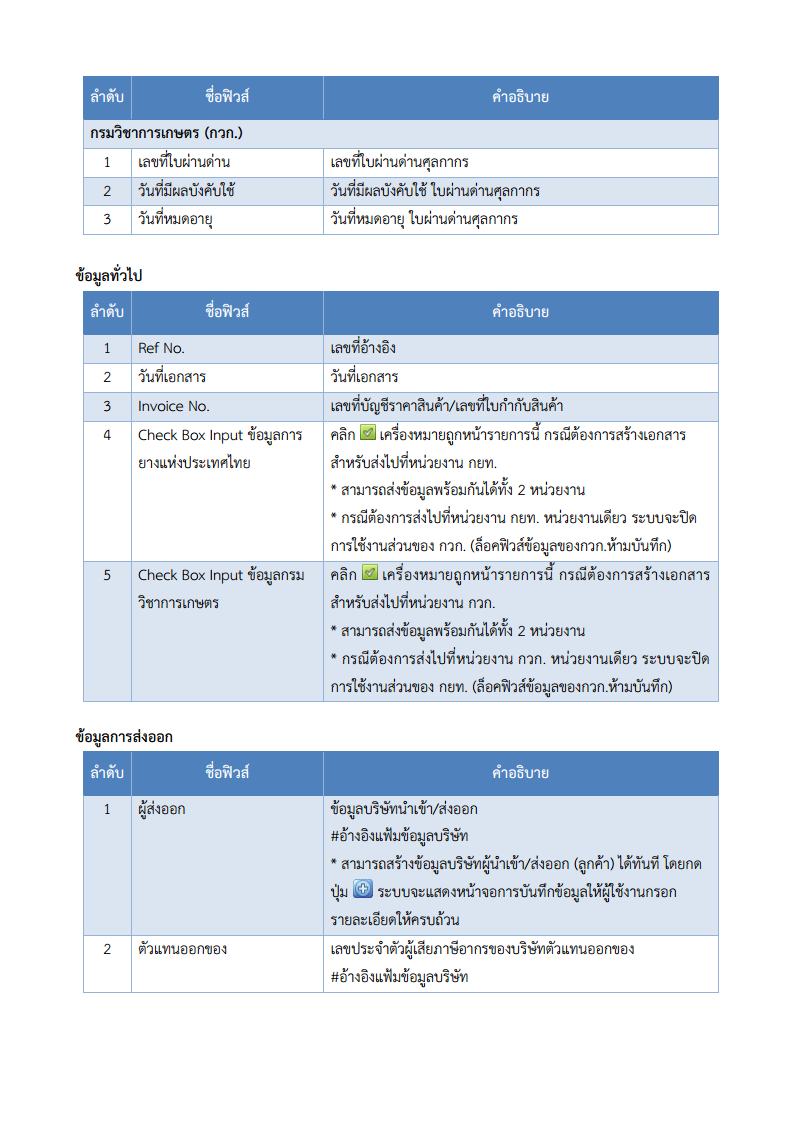 ลำดับ ชื่อฟิวส์ คำอธิบาย
กรมวิชาการเกษตร (กวก.)
1 เลขที่ใบผ่านด่าน เลขที่ใบผ่านด่านศุลกากร
2 วันที่มีผลบังคับใช้ วันที่มีผลบังคับใช้ ใบผ่านด่านศุลกากร
3 วันที่หมดอายุ วันที่หมดอายุ ใบผ่านด่านศุลกากร
ข้อมูลทั่วไป
ลำดับ ชื่อฟิวส์ คำอธิบาย
1 Ref No. เลขที่อ้างอิง
2 วันที่เอกสาร วันที่เอกสาร
3 Invoice No. เลขที่บัญชีราคาสินค้า/เลขที่ใบกำกับสินค้า
4 Check Box Input ข้อมูลการ คลิก เครื่องหมายถูกหน้ารายการนี้ กรณีต้องการสร้างเอกสาร
ยางแห่งประเทศไทย สำหรับส่งไปที่หน่วยงาน กยท.
* สามารถส่งข้อมูลพร้อมกันได้ทั้ง 2 หน่วยงาน
* กรณีต้องการส่งไปที่หน่วยงาน กยท. หน่วยงานเดียว ระบบจะปิด
การใช้งานส่วนของ กวก. (ล็อคฟิวส์ข้อมูลของกวก.ห้ามบันทึก)
5 Check Box Input ข้อมูลกรม คลิก เครื่องหมายถูกหน้ารายการนี้ กรณีต้องการสร้างเอกสาร
วิชาการเกษตร สำหรับส่งไปที่หน่วยงาน กวก.
* สามารถส่งข้อมูลพร้อมกันได้ทั้ง 2 หน่วยงาน
* กรณีต้องการส่งไปที่หน่วยงาน กวก. หน่วยงานเดียว ระบบจะปิด
การใช้งานส่วนของ กยท. (ล็อคฟิวส์ข้อมูลของกวก.ห้ามบันทึก)
ข้อมูลการส่งออก
ลำดับ ชื่อฟิวส์ คำอธิบาย
1 ผู้ส่งออก ข้อมูลบริษัทนำเข้า/ส่งออก
#อ้างอิงแฟ้มข้อมูลบริษัท
* สามารถสร้างข้อมูลบริษัทผู้นำเข้า/ส่งออก (ลูกค้า) ได้ทันที โดยกด
ปุ่ม ระบบจะแสดงหน้าจอการบันทึกข้อมูลให้ผู้ใช้งานกรอก
รายละเอียดให้ครบถ้วน
2 ตัวแทนออกของ เลขประจำตัวผู้เสียภาษีอากรของบริษัทตัวแทนออกของ
#อ้างอิงแฟ้มข้อมูลบริษัท